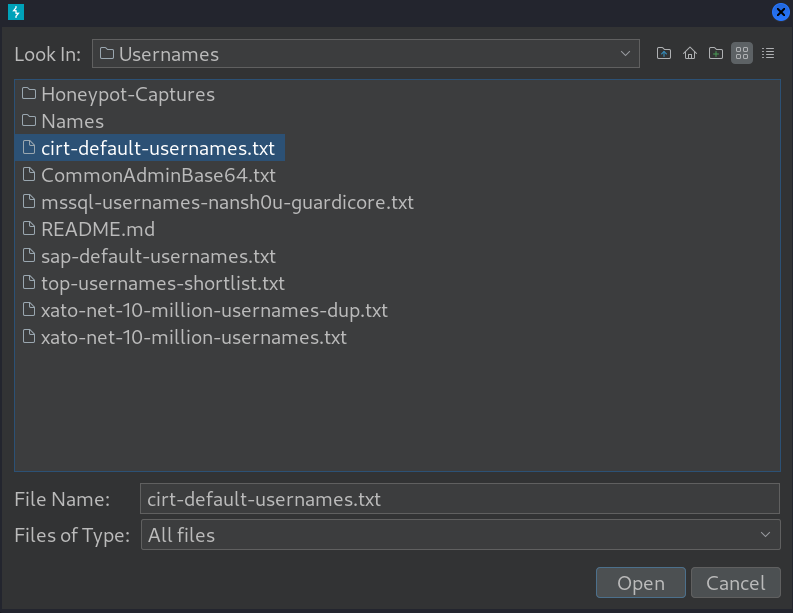 Look In: Usernames
Honeypot-Captures
Names
cirt-default-usernames.txt
CommonAdminBase64.txt
mssql-usernames-nansh0u-guardicore.txt
README.md
sap-default-usernames.txt
top-usernames-shortlist.txt
xato-net-10-million-usernames-dup.txt
xato-net-10-million-usernames.txt
File Name: cirt-default-usernames.txt
Files of Type: All files
Open Cancel